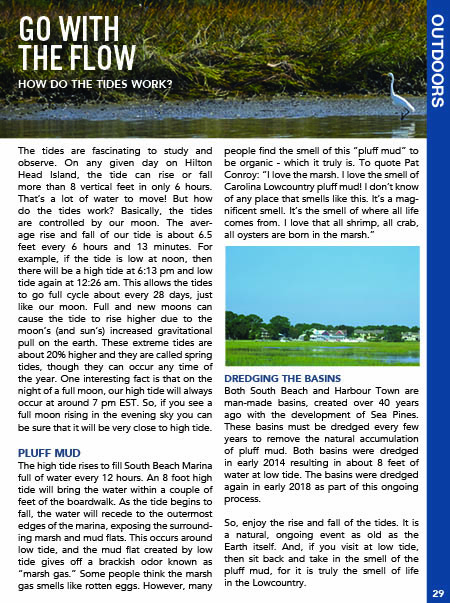 GO WITH
THE FLOW
HOW DO THE TIDES WORK?
OUTDOORS
The tides are fascinating to study and
observe. On any given day on Hilton
Head Island, the tide can rise or fall
more than 8 vertical feet in only 6 hours.
That's a lot of water to move! But how
do the tides work? Basically, the tides
are controlled by our moon. The aver-
age rise and fall of our tide is about 6.5
feet every 6 hours and 13 minutes. For
example, if the tide is low at noon, then
there will be a high tide at 6:13 pm and low
tide again at 12:26 am. This allows the tides
to go full cycle about every 28 days, just
like our moon. Full and new moons can
cause the tide to rise higher due to the
moon's (and sun's) increased gravitational
pull on the earth. These extreme tides are
about 20% higher and they are called spring
tides, though they can occur any time of
the year. One interesting fact is that on the
night of a full moon, our high tide will always
occur at around 7 pm EST. So, if you see a
full moon rising in the evening sky you can
be sure that it will be very close to high tide.
PLUFF MUD
The high tide rises to fill South Beach Marina
full of water every 12 hours. An 8 foot high
tide will bring the water within a couple of
feet of the boardwalk. As the tide begins to
fall, the water will recede to the outermost
edges of the marina, exposing the surround-
ing marsh and mud flats. This occurs around
low tide, and the mud flat created by low
tide gives off a brackish odor known as
"marsh gas." Some people think the marsh
gas smells like rotten eggs. However, many
people find the smell of this "pluff mud" to
be organic - which it truly is. To quote Pat
Conroy: "I love the marsh. I love the smell of
Carolina Lowcountry pluff mud! I don't know
of any place that smells like this. It's a mag-
nificent smell. It's the smell of where all life
comes from. I love that all shrimp, all crab,
all oysters are born in the marsh."
DREDGING THE BASINS
Both South Beach and Harbour Town are
man-made basins, created over 40 years
ago with the development of Sea Pines.
These basins must be dredged every few
years to remove the natural accumulation
of pluff mud. Both basins were dredged
in early 2014 resulting in about 8 feet of
water at low tide. The basins were dredged
again in early 2018 as part of this ongoing
process.
So, enjoy the rise and fall of the tides. It is
a natural, ongoing event as old as the
Earth itself. And, if you visit at low tide,
then sit back and take in the smell of the
pluff mud, for it is truly the smell of life
in the Lowcountry.
29